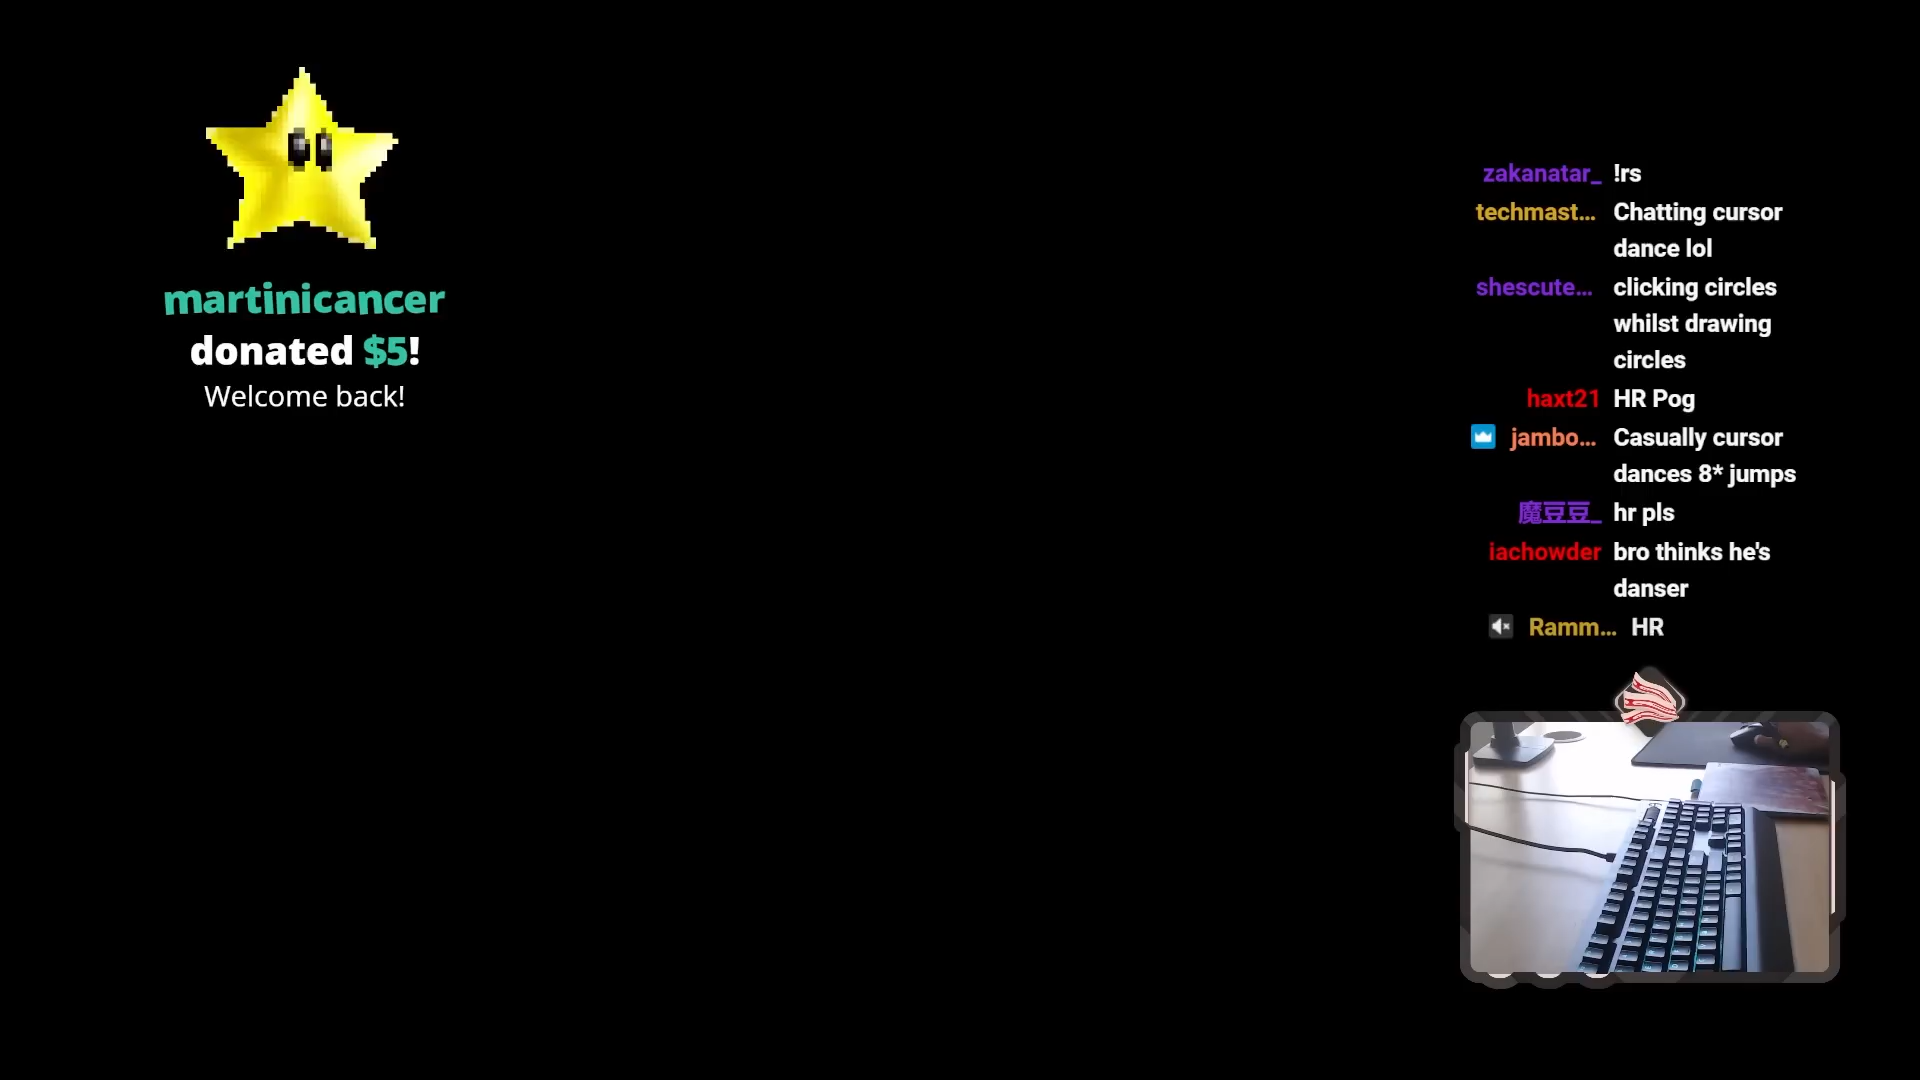 martinicancer
donated $5!
Welcome back!
zakanatar_ !rs
techmast... Chatting cursor
dance lol
shescute... clicking circles
whilst drawing
circles
haxt21 HR Pog
jambo... Casually cursor
dances 8* jumps
魔豆豆_ hr pls
iachowder bro thinks he's
danser
Ramm... HR